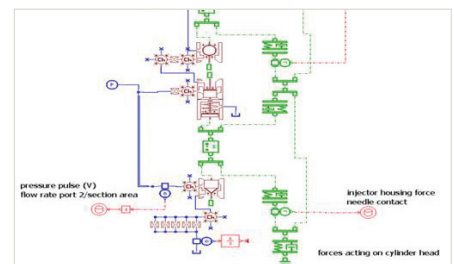 pressure pulse (V)
flow rate port 2/section area
injector housing force
needle contact
forces acting on cylinder head